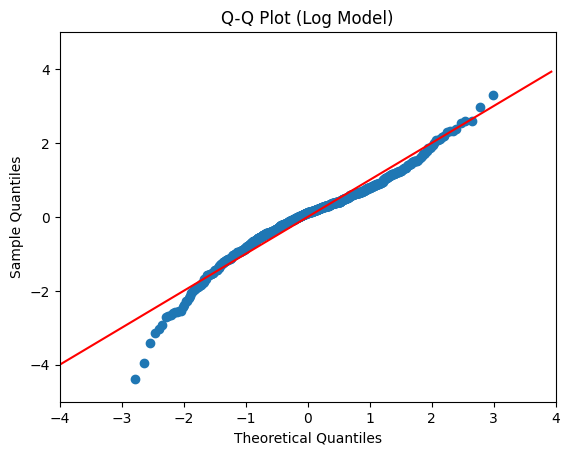 Q-Q Plot (Log Model)
Sample Quantiles
4
2
0
−2
−4
−4 −3 −2 −1 0 1 2 3 4
Theoretical Quantiles